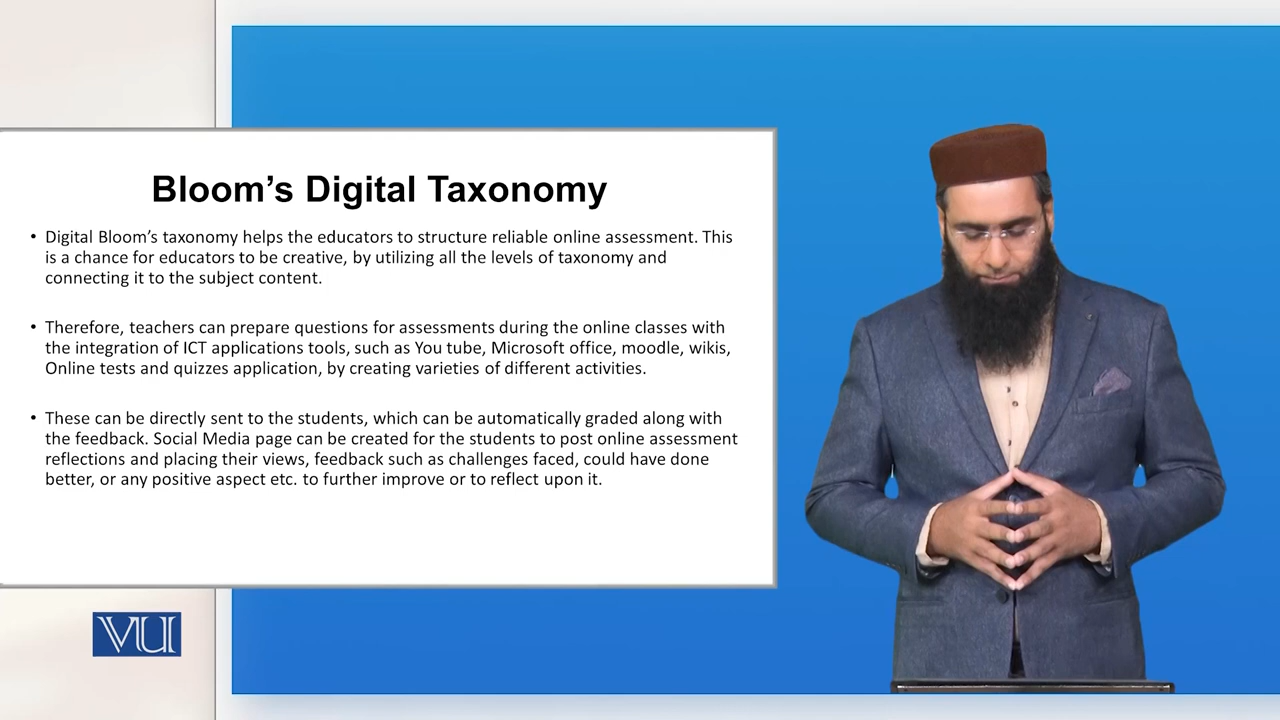 Bloom’s Digital Taxonomy
• Digital Bloom’s taxonomy helps the educators to structure reliable online assessment. This
is a chance for educators to be creative, by utilizing all the levels of taxonomy and
connecting it to the subject content.
• Therefore, teachers can prepare questions for assessments during the online classes with
the integration of ICT applications tools, such as You tube, Microsoft office, moodle, wikis,
Online tests and quizzes application, by creating varieties of different activities.
• These can be directly sent to the students, which can be automatically graded along with
the feedback. Social Media page can be created for the students to post online assessment
reflections and placing their views, feedback such as challenges faced, could have done
better, or any positive aspect etc. to further improve or to reflect upon it.
VU